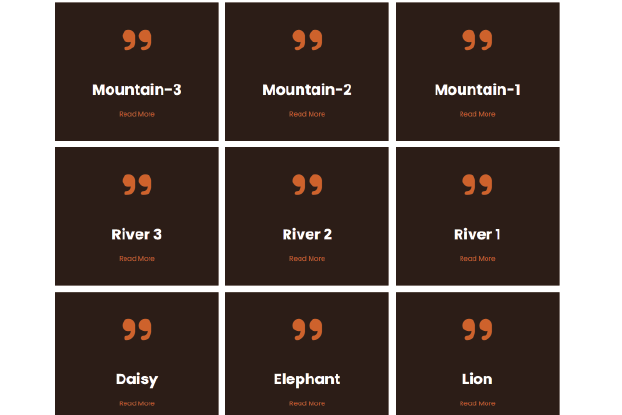 Mountain-3
Read More
Mountain-2
Read More
Mountain-1
Read More
River 3
Read More
River 2
Read More
River 1
Read More
Daisy
Read More
Elephant
Read More
Lion
Read More